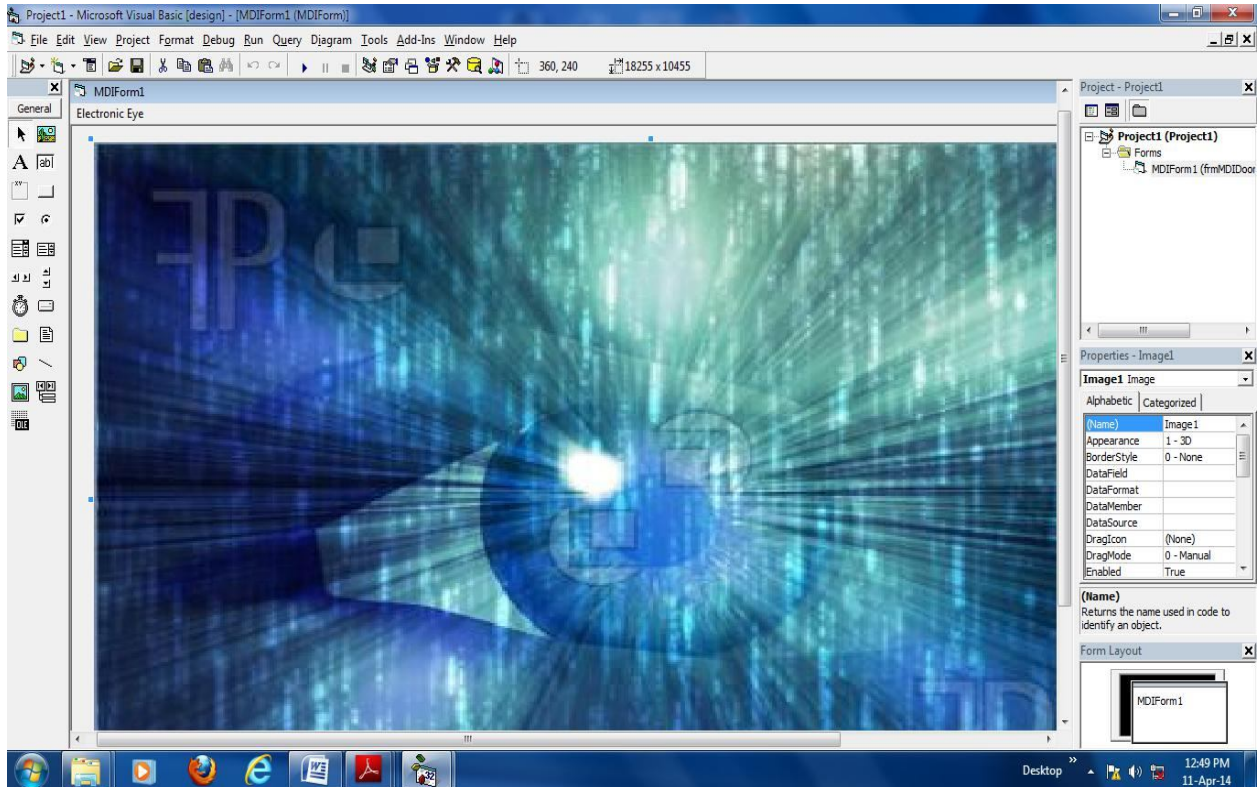 Project1 - Microsoft Visual Basic [design] - [MDIForm1 (MDIForm)]
File Edit View Project Format Debug Run Query Diagram Tools Add-Ins Window Help
360, 240 18255 x 10455
General
A ab|
xy
OLE
MDIForm1
Electronic Eye
Project - Project1
Project1 (Project1)
Forms
MDIForm1 (frmMDIDoor
Properties - Image1
Image1 Image
Alphabetic Categorized
(Name) Image1
Appearance 1 - 3D
BorderStyle 0 - None
DataField
DataFormat
DataMember
DataSource
DragIcon (None)
DragMode 0 - Manual
Enabled True
(Name)
Returns the name used in code to
identify an object.
Form Layout
MDIForm1
Desktop » 12:49 PM
11-Apr-14